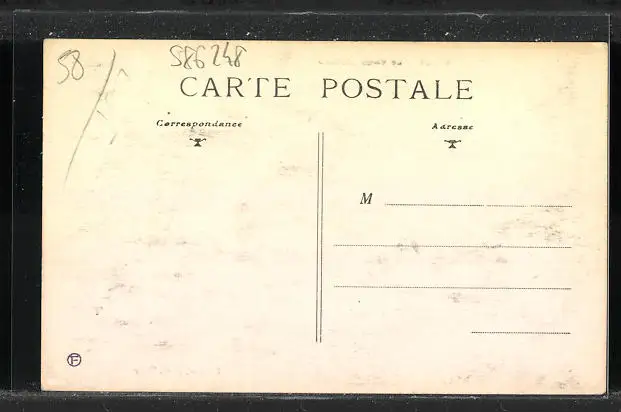 58
586248
CARTE POSTALE
Correspondance
Adresse
M
F